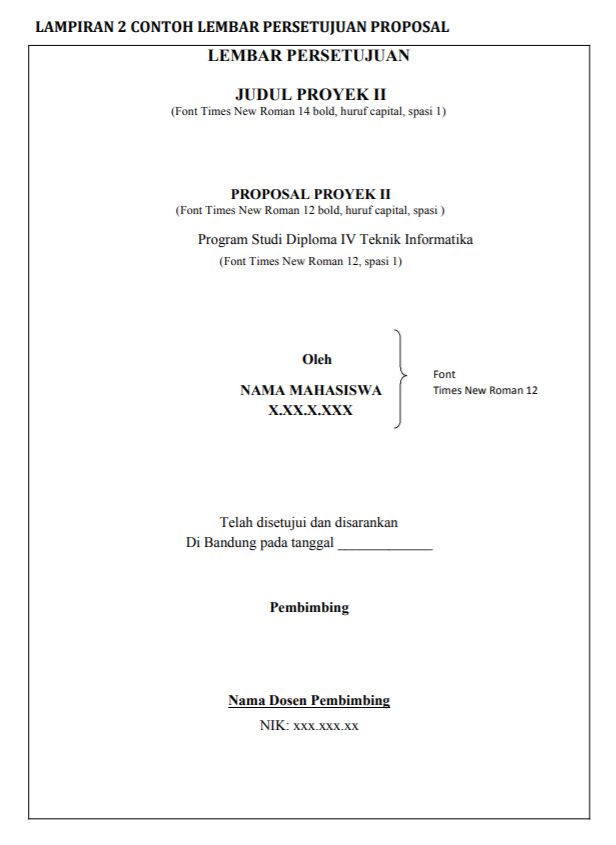 LAMPIRAN 2 CONTOH LEMBAR PERSETUJUAN PROPOSAL
LEMBAR PERSETUJUAN
JUDUL PROYEK II
(Font Times New Roman 14 bold, huruf capital, spasi 1)
PROPOSAL PROYEK II
(Font Times New Roman 12 bold, huruf capital, spasi )
Program Studi Diploma IV Teknik Informatika
(Font Times New Roman 12, spasi 1)
Oleh
NAMA MAHASISWA
X.XX.X.XXX
Font
Times New Roman 12
Telah disetujui dan disarankan
Di Bandung pada tanggal _____________
Pembimbing
Nama Dosen Pembimbing
NIK: xxx.xxx.xx